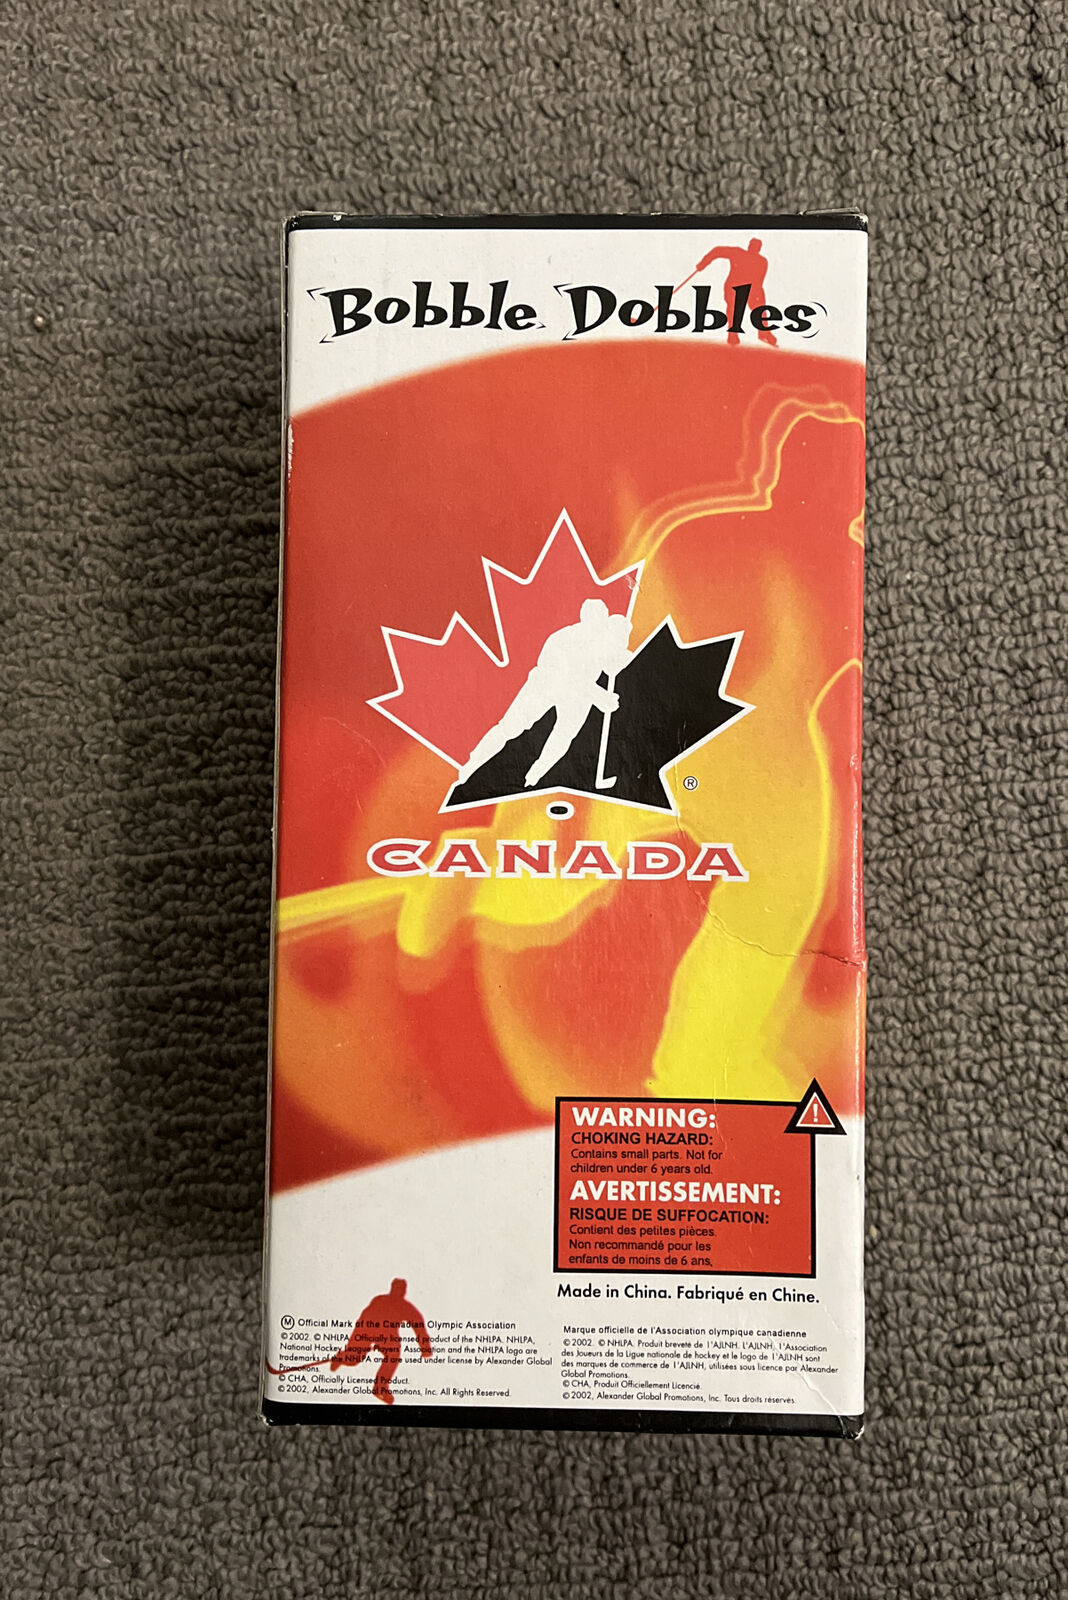 Bobble Dobbles
®
CANADA
WARNING:
CHOKING HAZARD:
Contains small parts. Not for
children under 6 years old.
AVERTISSEMENT:
RISQUE DE SUFFOCATION:
Contient des petites pièces.
Non recommandé pour les
enfants de moins de 6 ans,
Made in China. Fabriqué en Chine.
Ⓜ Official Mark of the Canadian Olympic Association
© 2002. © NHLPA. Officially licensed product of the NHLPA. NHLPA,
National Hockey League Players' Association and the NHLPA logo are
trademarks of the NHLPA and are used under license by Alexander Global
Promotions.
© CHA, Officially Licensed Product.
© 2002, Alexander Global Promotions, Inc. All Rights Reserved.
Marque officielle de l'Association olympique canadienne
© 2002. © NHLPA. Produit breveté de l'AJLNH. L'AJLNH, l'Association
des Joueurs de la Ligue nationale de hockey et le logo de l'AJLNH sont
des marques de commerce de l'AJLNH, utilisées sous licence par Alexander
Global Promotions.
© CHA, Produit Officiellement Licencié.
© 2002, Alexander Global Promotions, Inc. Tous droits réservés.